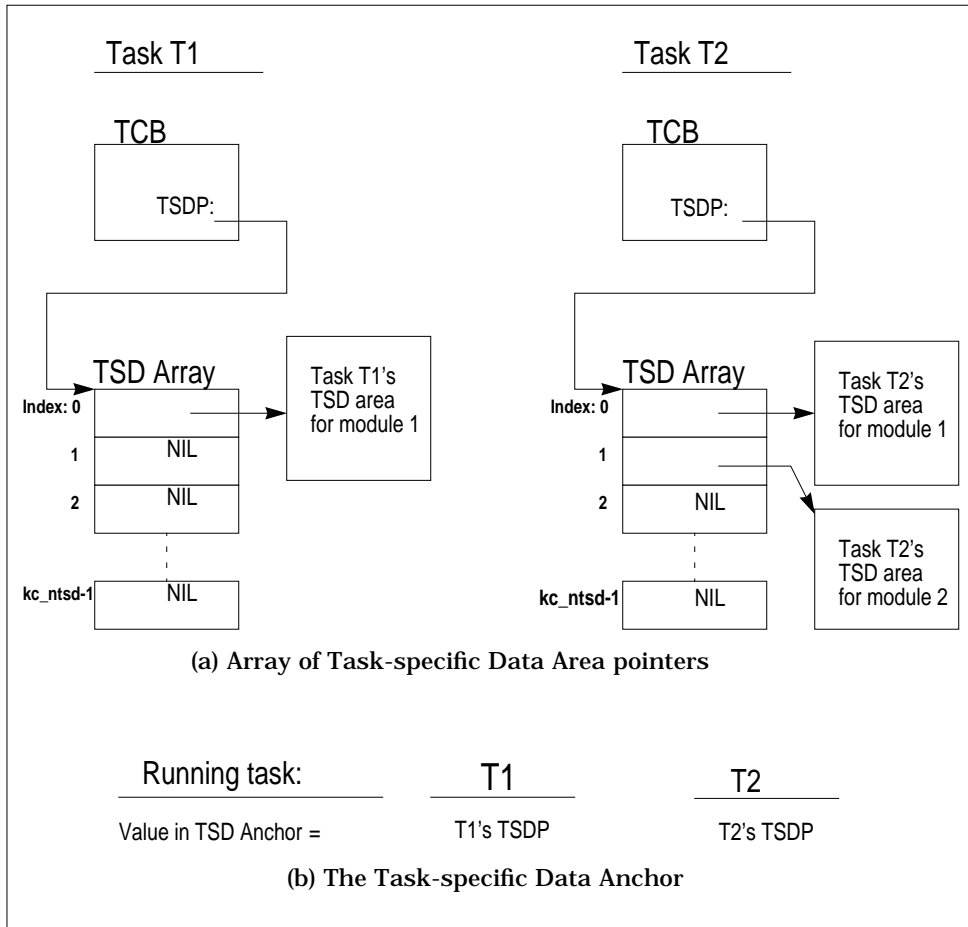 Task T1
Task T2
TCB
TCB
TSDP:
TSDP:
TSD Array
Index: 0
1
NIL
2
NIL
kc_ntsd-1
NIL
Task T1's
TSD area
for module 1
TSD Array
Index: 0
1
2
NIL
kc_ntsd-1
NIL
Task T2's
TSD area
for module 1
Task T2's
TSD area
for module 2
(a) Array of Task-specific Data Area pointers
Running task:
T1
T2
Value in TSD Anchor =
T1's TSDP
T2's TSDP
(b) The Task-specific Data Anchor